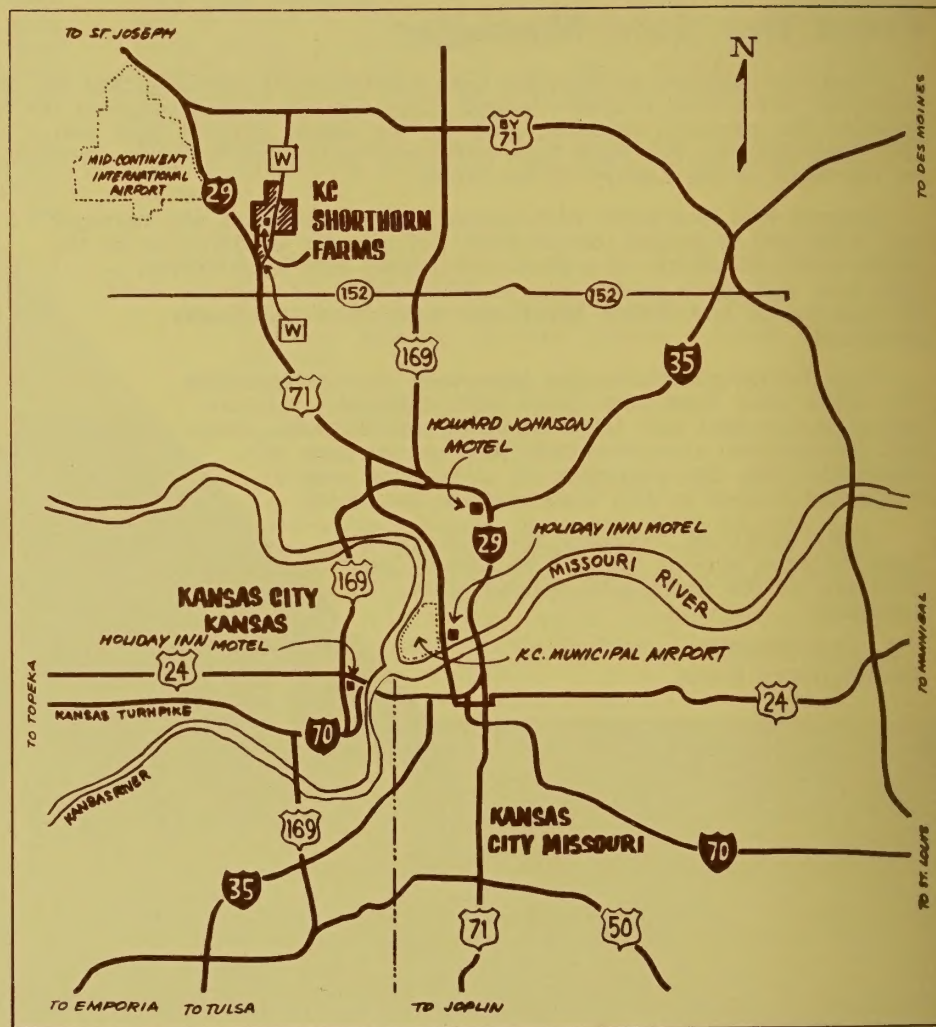 TO ST. JOSEPH
N
TO DES MOINES
BY
71
W
MID-CONTINENT
INTERNATIONAL
AIRPORT
29
KC
SHORTHORN
FARMS
152
152
W
169
35
71
HOWARD JOHNSON
MOTEL
HOLIDAY INN MOTEL
29
169
MISSOURI RIVER
KANSAS CITY
KANSAS
HOLIDAY INN
MOTEL
K.C. MUNICIPAL AIRPORT
TO HANNIBAL
24
24
TO TOPEKA
KANSAS TURNPIKE
70
KANSAS RIVER
169
KANSAS
CITY MISSOURI
70
TO ST. LOUIS
35
71
50
TO EMPORIA
TO TULSA
TO JOPLIN